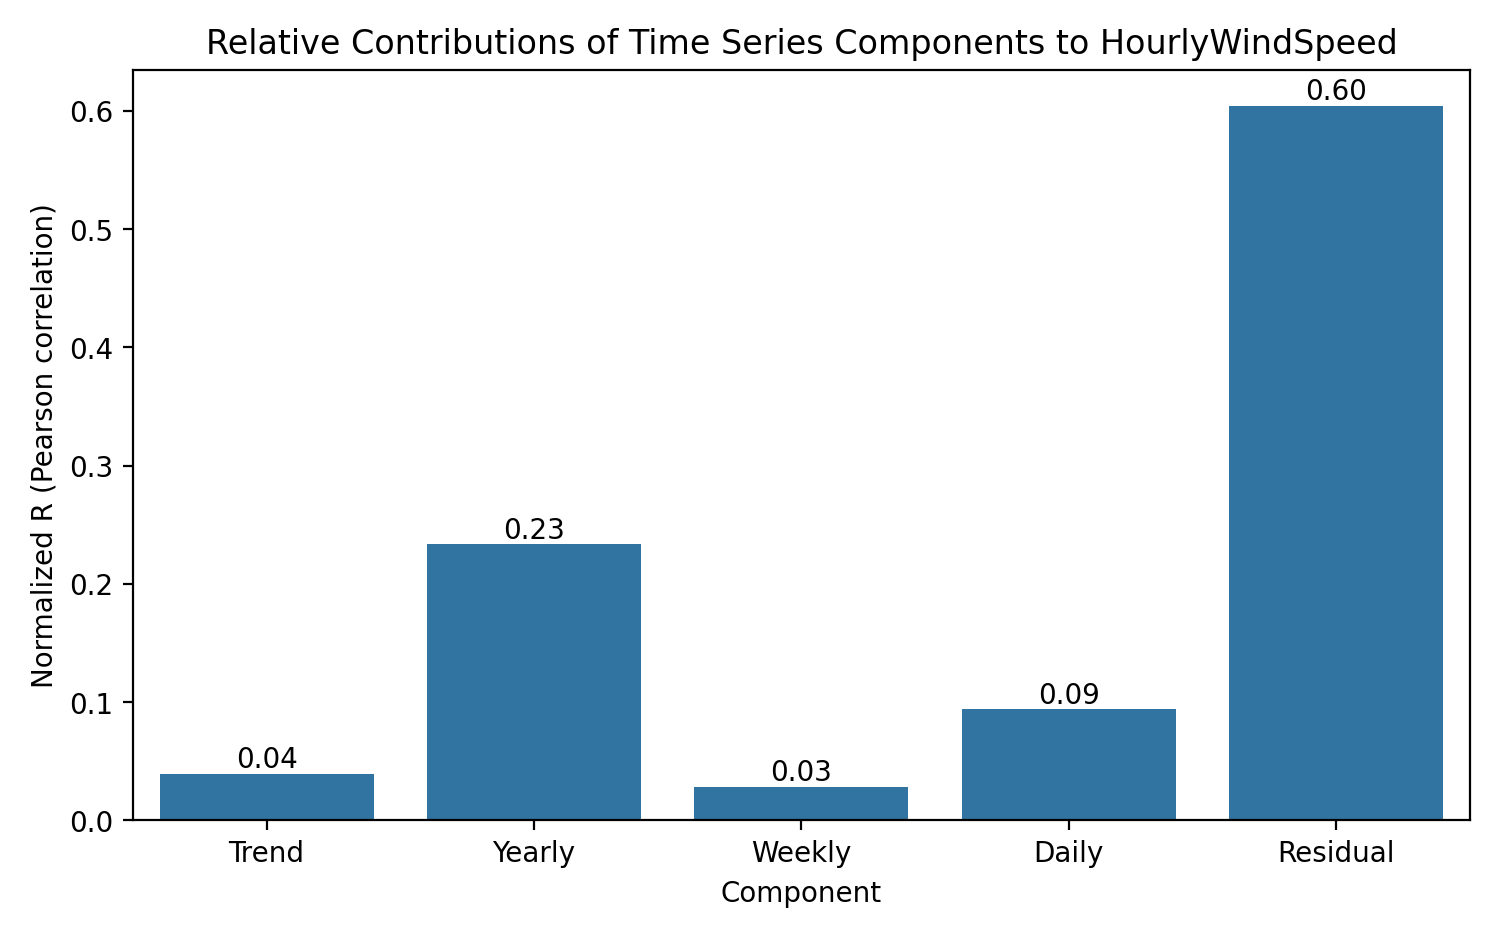 Relative Contributions of Time Series Components to HourlyWindSpeed
Normalized R (Pearson correlation)
0.6
0.5
0.4
0.3
0.2
0.1
0.0
0.04
0.23
0.03
0.09
0.60
Trend
Yearly
Weekly
Daily
Residual
Component